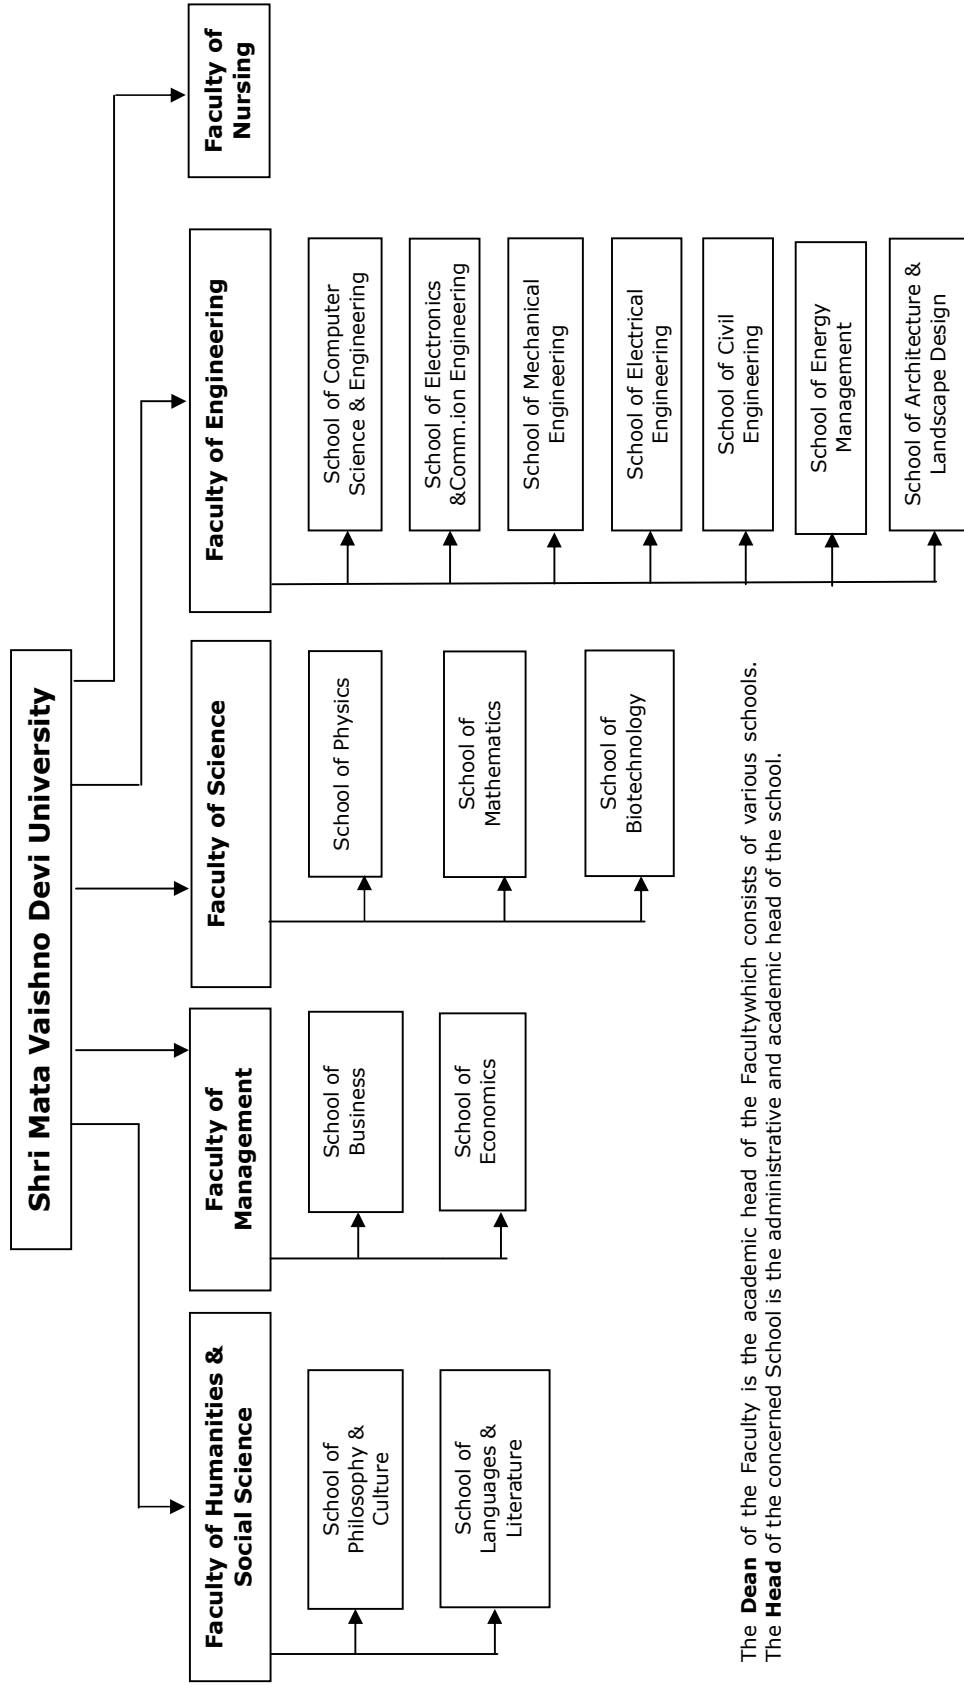 Shri Mata Vaishno Devi University
Faculty of Humanities &
Social Science
School of
Philosophy &
Culture
School of
Languages &
Literature
Faculty of
Management
School of
Business
School of
Economics
Faculty of Science
School of Physics
School of
Mathematics
School of
Biotechnology
Faculty of Engineering
School of Computer
Science & Engineering
School of Electronics
&Comm.ion Engineering
School of Mechanical
Engineering
School of Electrical
Engineering
School of Civil
Engineering
School of Energy
Management
School of Architecture &
Landscape Design
Faculty of
Nursing
The Dean of the Faculty is the academic head of the Facultywhich consists of various schools.
The Head of the concerned School is the administrative and academic head of the school.